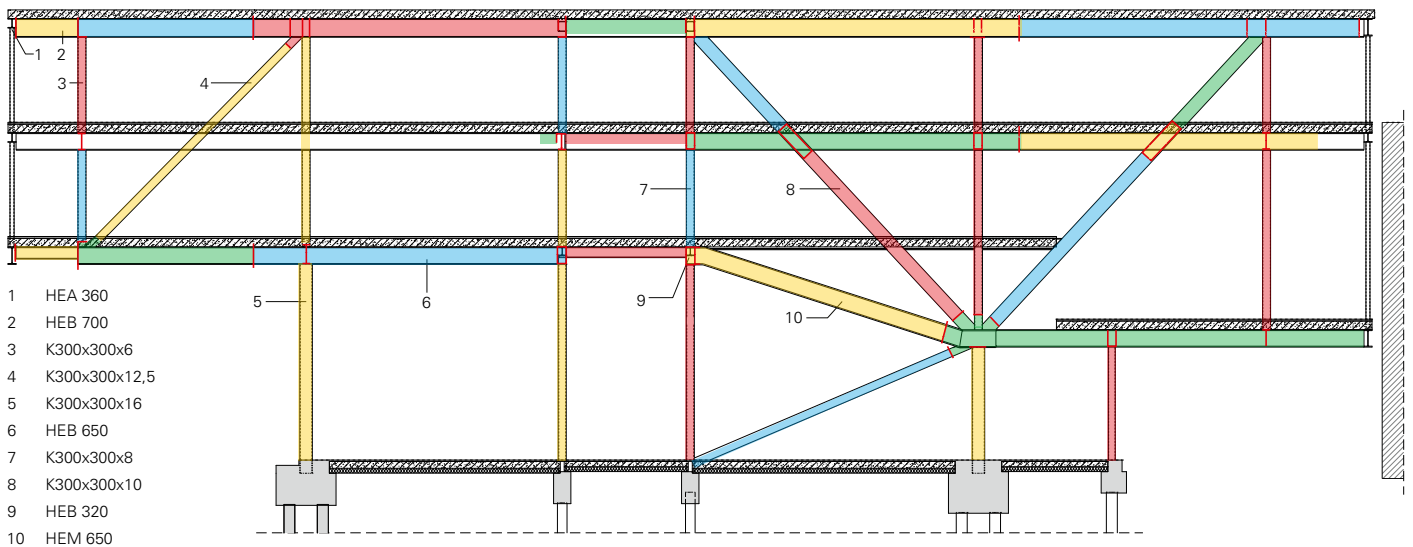 1 2
3
4
7
8
5
6
9
10
1 HEA 360
2 HEB 700
3 K300x300x6
4 K300x300x12,5
5 K300x300x16
6 HEB 650
7 K300x300x8
8 K300x300x10
9 HEB 320
10 HEM 650